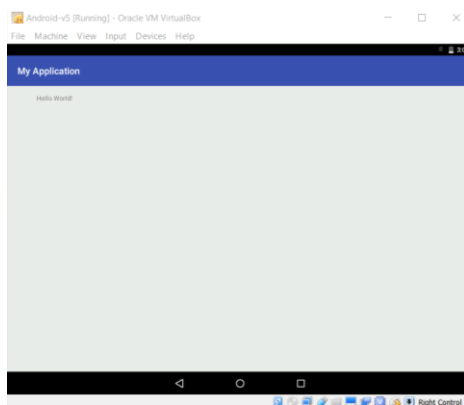 Android-v5 [Running] - Oracle VM VirtualBox
File Machine View Input Devices Help
My Application
Hello World!
Right Control